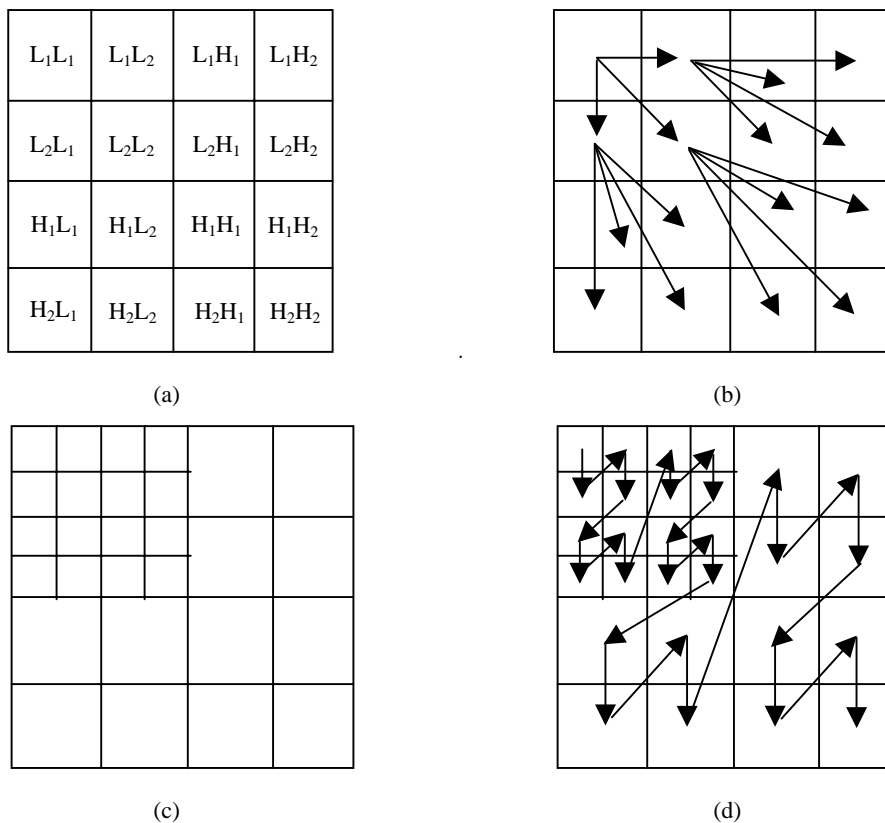 L₁L₁ L₁L₂ L₁H₁ L₁H₂
L₂L₁ L₂L₂ L₂H₁ L₂H₂
H₁L₁ H₁L₂ H₁H₁ H₁H₂
H₂L₁ H₂L₂ H₂H₁ H₂H₂
.
(a) (b)
(c) (d)